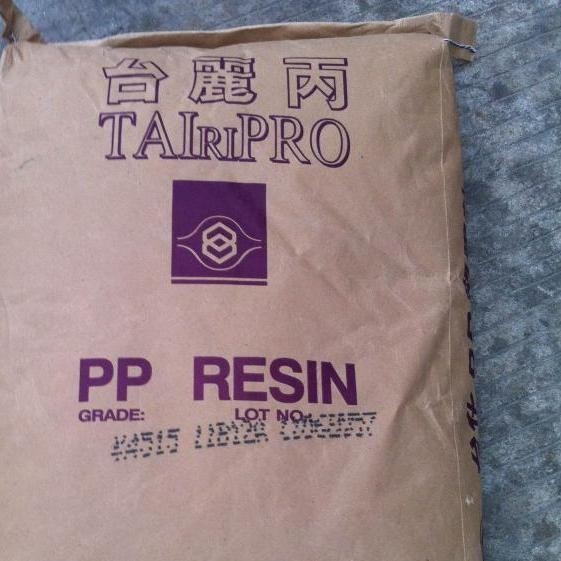 台麗丙
TAIRIPRO
PP RESIN
GRADE: LOT NO.
K4515